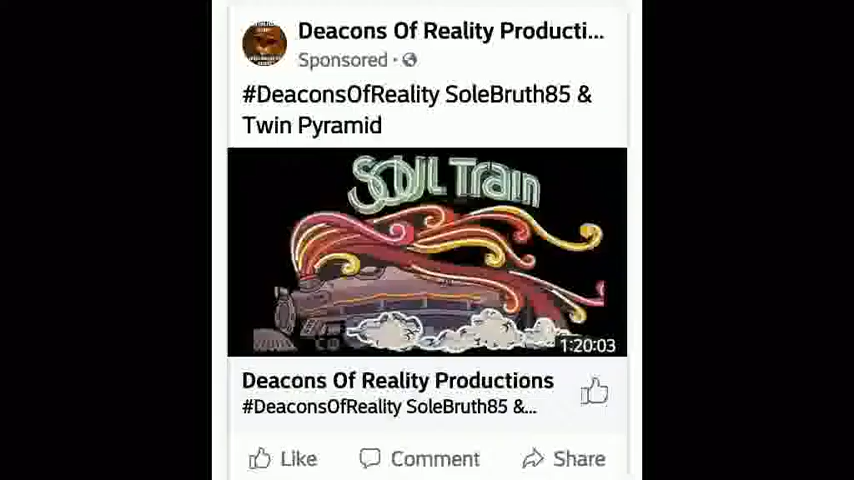 Deacons Of Reality Producti...
Sponsored ·
#DeaconsOfReality SoleBruth85 &
Twin Pyramid
SOUL Train
1:20:03
Deacons Of Reality Productions
#DeaconsOfReality SoleBruth85 &...
Like Comment Share